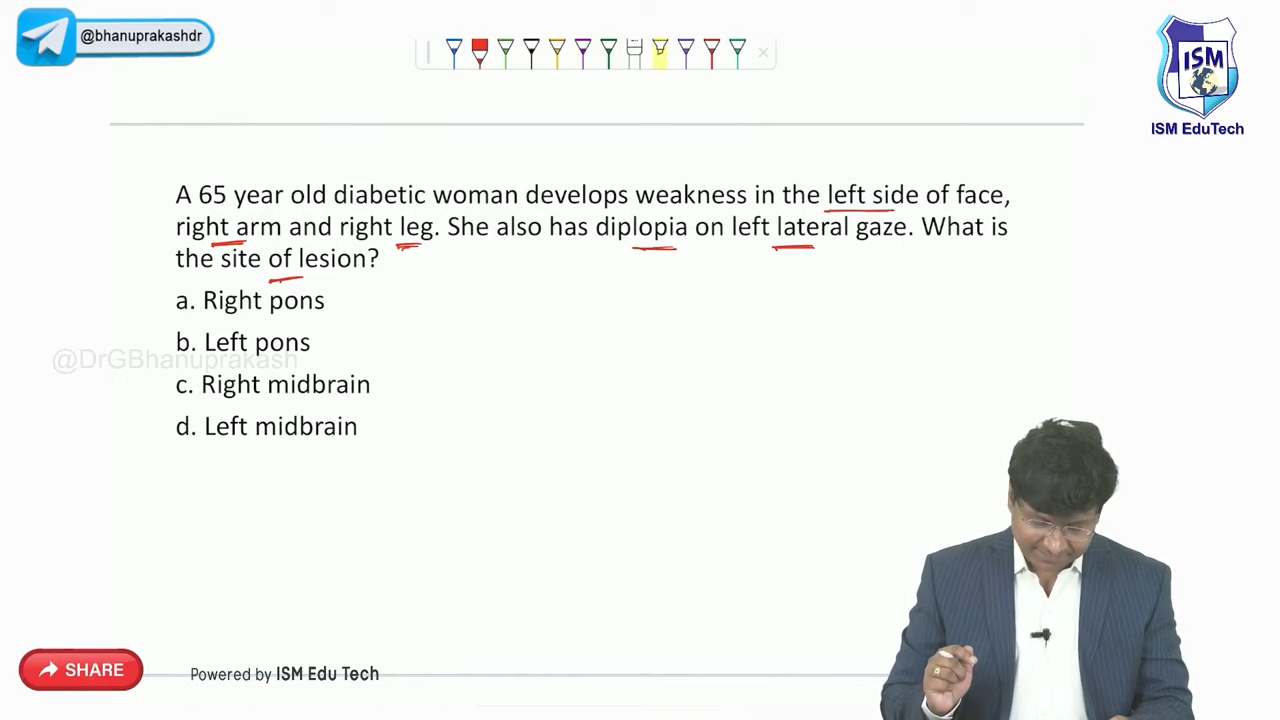 @bhanuprakashdr
ISM
ISM EduTech
A 65 year old diabetic woman develops weakness in the left side of face,
right arm and right leg. She also has diplopia on left lateral gaze. What is
the site of lesion?
a. Right pons
b. Left pons
@DrGBhanuprakash
c. Right midbrain
d. Left midbrain
SHARE
Powered by ISM Edu Tech